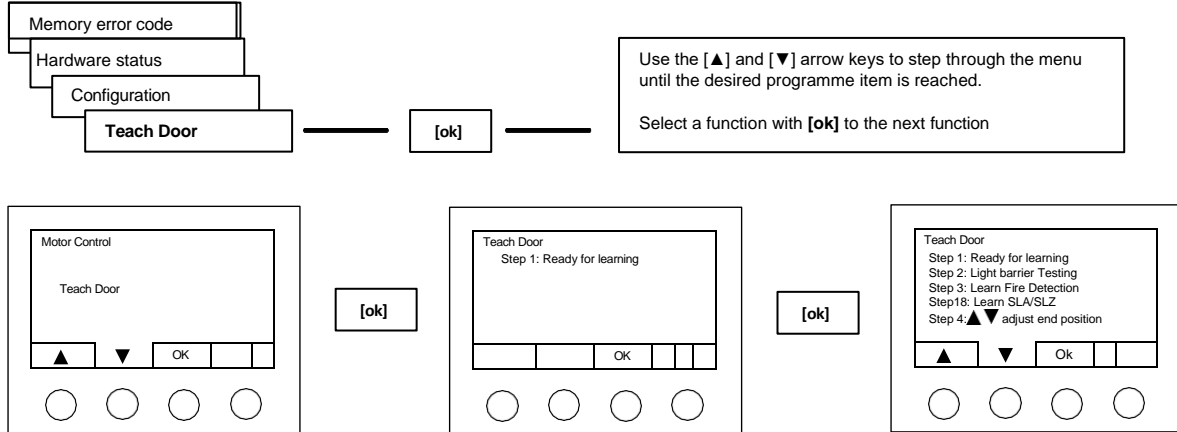 Memory error code
Hardware status
Configuration
Teach Door
[ok]
Use the [▲] and [▼] arrow keys to step through the menu
until the desired programme item is reached.
Select a function with [ok] to the next function
Motor Control
Teach Door
▲ ▼ OK
[ok]
Teach Door
Step 1: Ready for learning
OK
[ok]
Teach Door
Step 1: Ready for learning
Step 2: Light barrier Testing
Step 3: Learn Fire Detection
Step18: Learn SLA/SLZ
Step 4:▲▼ adjust end position
▲ ▼ Ok